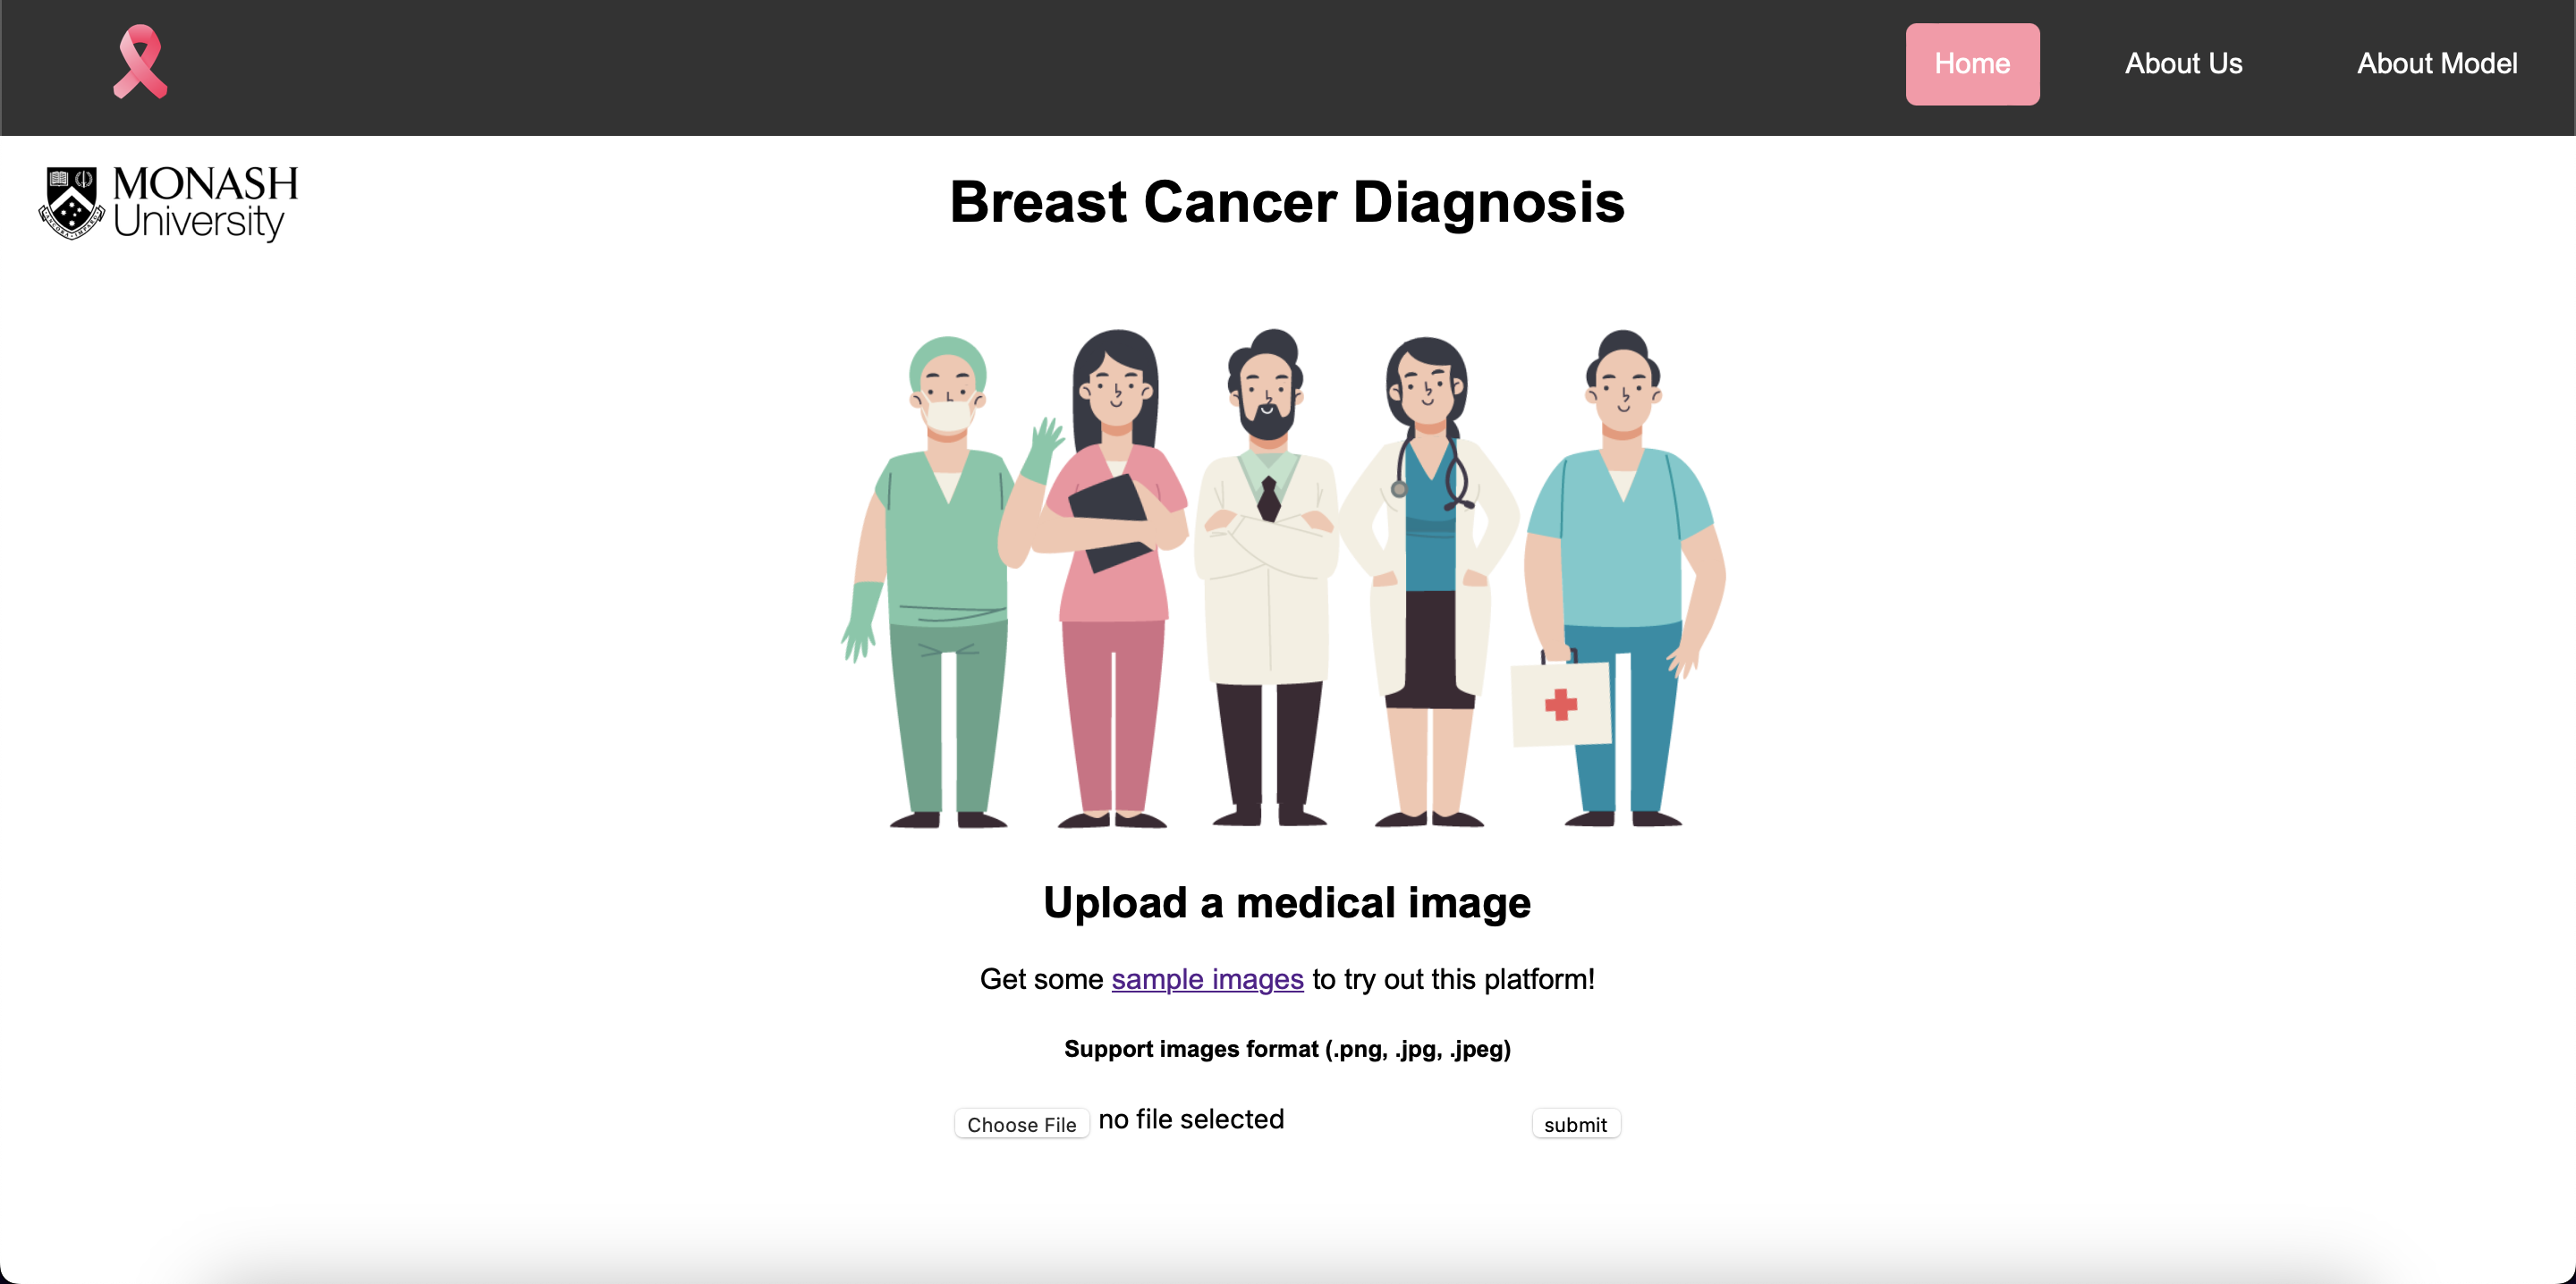 Home About Us About Model
MONASH
University
Breast Cancer Diagnosis
Upload a medical image
Get some sample images to try out this platform!
Support images format (.png, .jpg, .jpeg)
Choose File no file selected submit